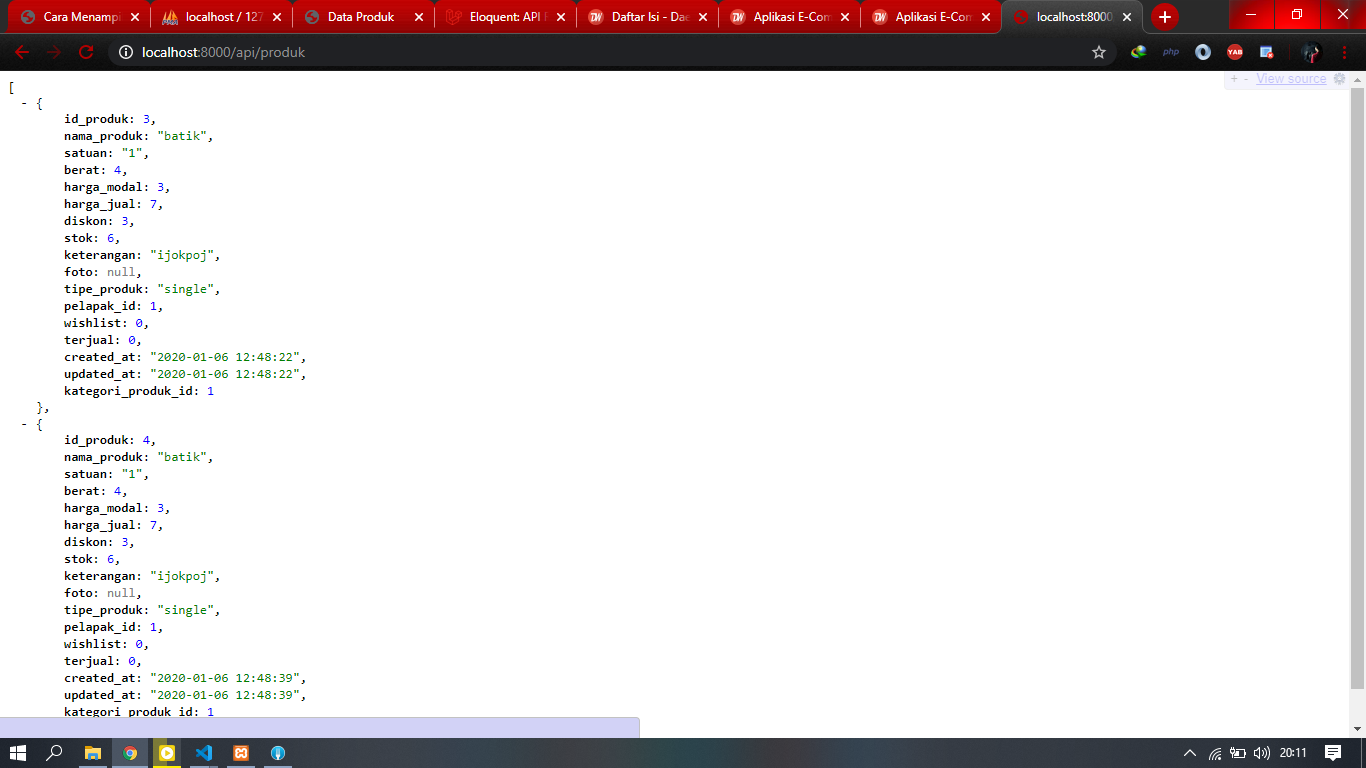 Cara Menamp
localhost / 127
Data Produk
Eloquent: API
Daftar Isi - Dae
Aplikasi E-Com
Aplikasi E-Com
localhost:8000
localhost:8000/api/produk
php
YAB
+ - View source
[
- {
id_produk: 3,
nama_produk: "batik",
satuan: "1",
berat: 4,
harga_modal: 3,
harga_jual: 7,
diskon: 3,
stok: 6,
keterangan: "ijokpoj",
foto: null,
tipe_produk: "single",
pelapak_id: 1,
wishlist: 0,
terjual: 0,
created_at: "2020-01-06 12:48:22",
updated_at: "2020-01-06 12:48:22",
kategori_produk_id: 1
},
- {
id_produk: 4,
nama_produk: "batik",
satuan: "1",
berat: 4,
harga_modal: 3,
harga_jual: 7,
diskon: 3,
stok: 6,
keterangan: "ijokpoj",
foto: null,
tipe_produk: "single",
pelapak_id: 1,
wishlist: 0,
terjual: 0,
created_at: "2020-01-06 12:48:39",
updated_at: "2020-01-06 12:48:39",
kategori_produk_id: 1
20:11